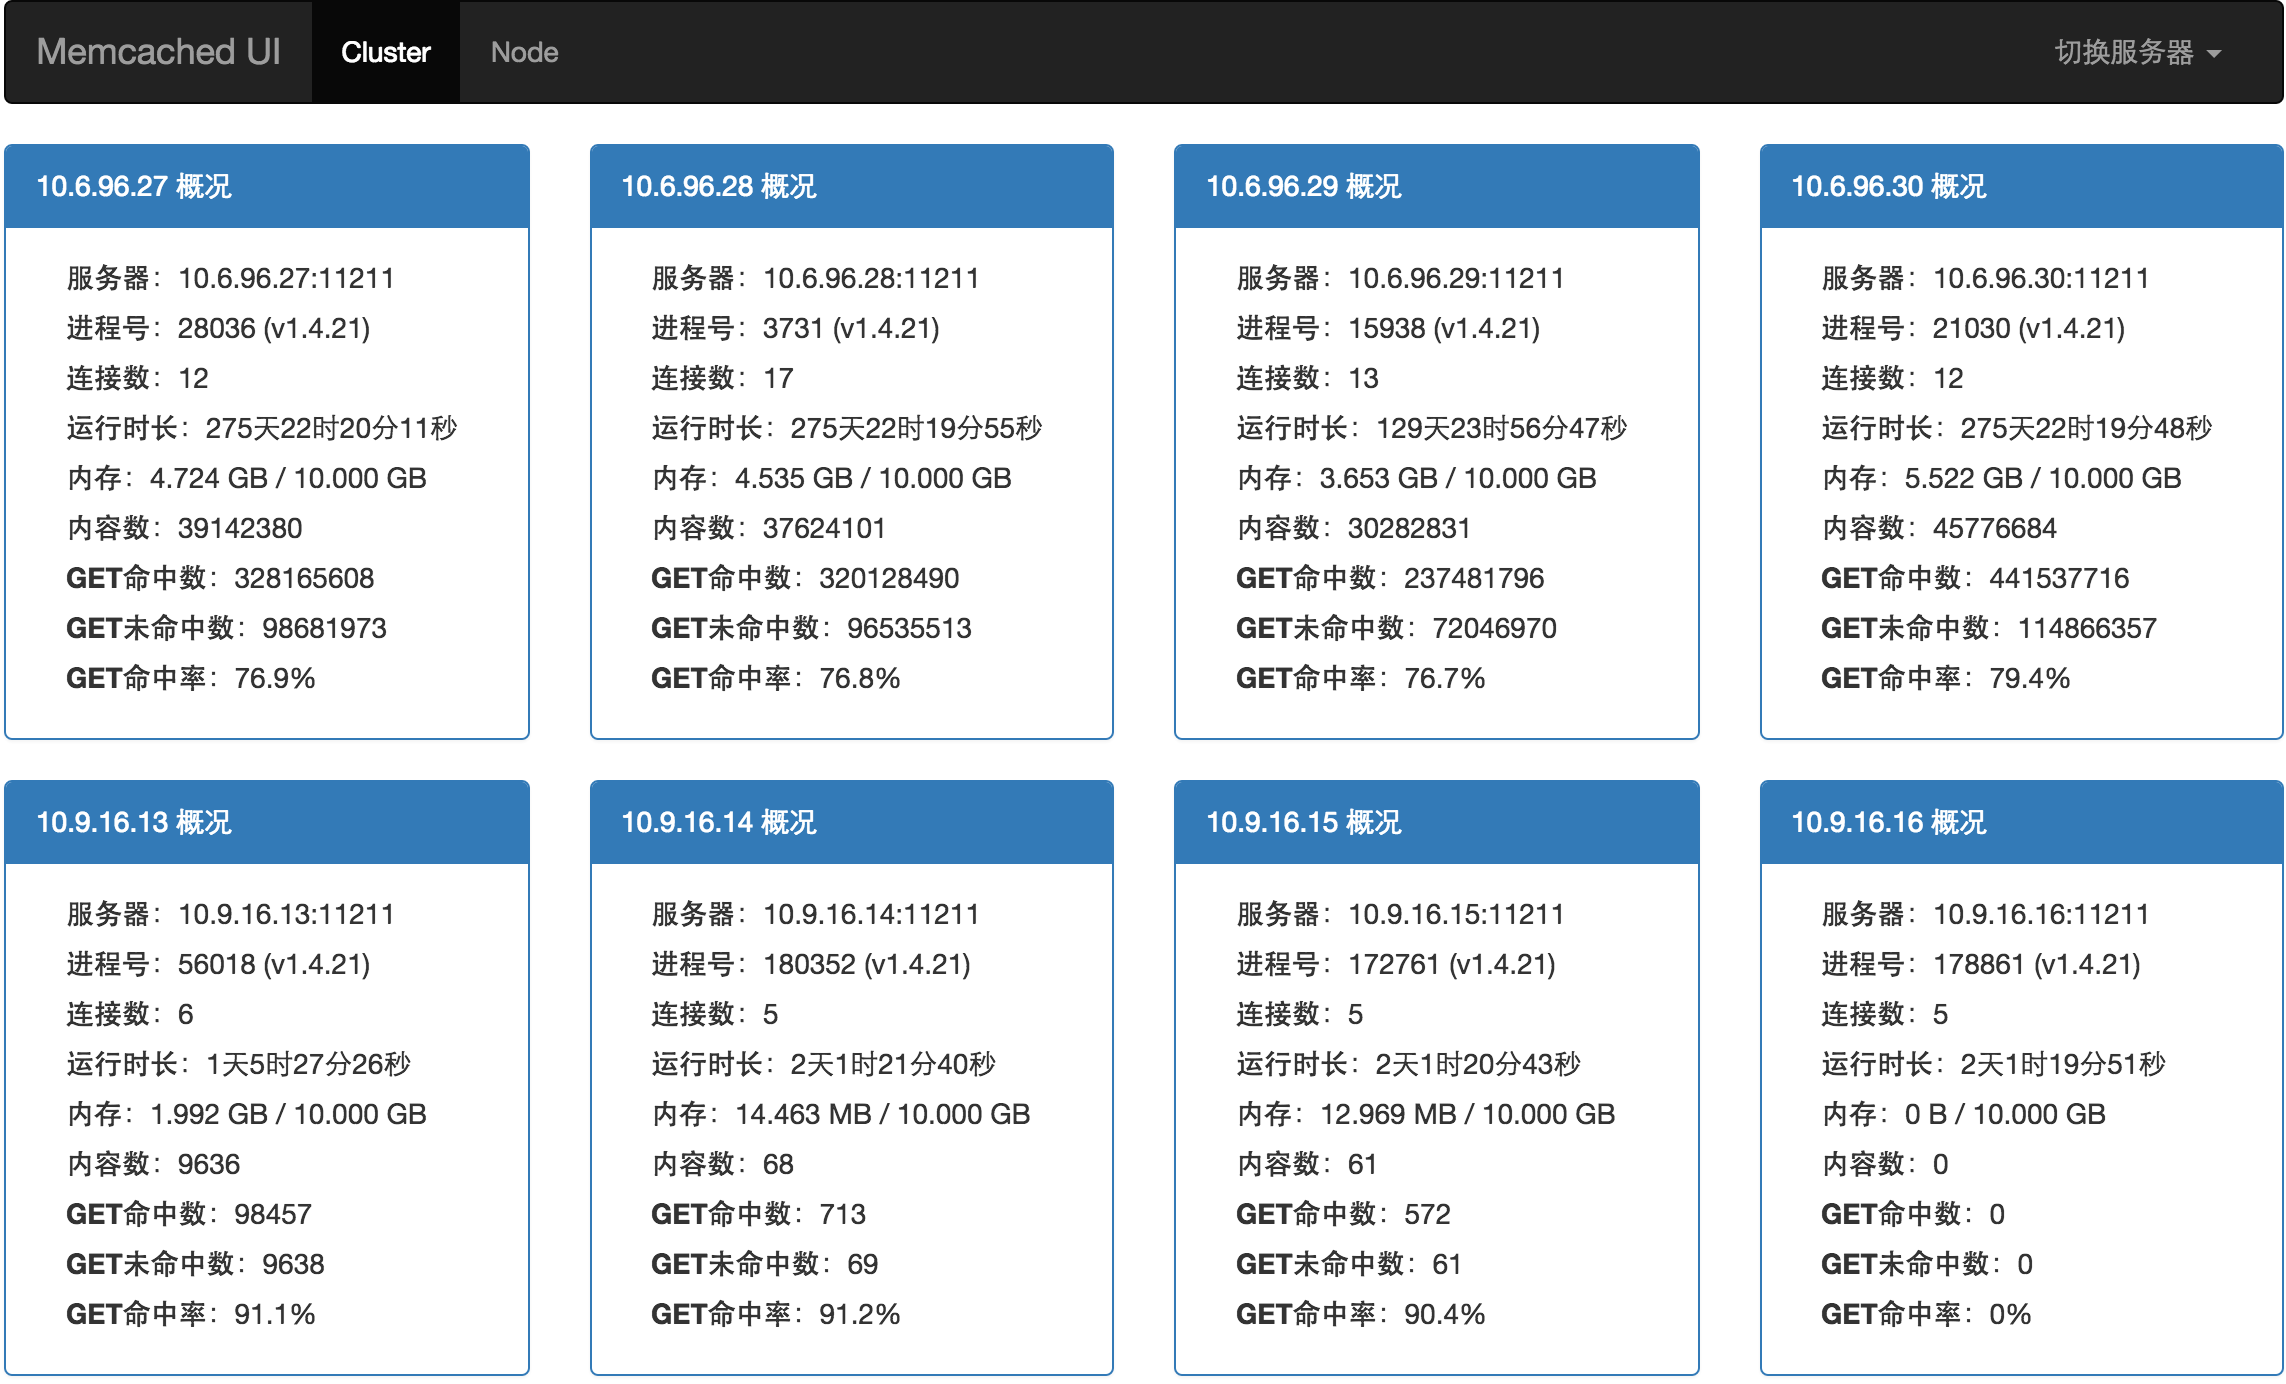 Memcached UI Cluster Node 切换服务器
10.6.96.27 概况
服务器：10.6.96.27:11211
进程号：28036 (v1.4.21)
连接数：12
运行时长：275天22时20分11秒
内存：4.724 GB / 10.000 GB
内容数：39142380
GET命中数：328165608
GET未命中数：98681973
GET命中率：76.9%
10.6.96.28 概况
服务器：10.6.96.28:11211
进程号：3731 (v1.4.21)
连接数：17
运行时长：275天22时19分55秒
内存：4.535 GB / 10.000 GB
内容数：37624101
GET命中数：320128490
GET未命中数：96535513
GET命中率：76.8%
10.6.96.29 概况
服务器：10.6.96.29:11211
进程号：15938 (v1.4.21)
连接数：13
运行时长：129天23时56分47秒
内存：3.653 GB / 10.000 GB
内容数：30282831
GET命中数：237481796
GET未命中数：72046970
GET命中率：76.7%
10.6.96.30 概况
服务器：10.6.96.30:11211
进程号：21030 (v1.4.21)
连接数：12
运行时长：275天22时19分48秒
内存：5.522 GB / 10.000 GB
内容数：45776684
GET命中数：441537716
GET未命中数：114866357
GET命中率：79.4%
10.9.16.13 概况
服务器：10.9.16.13:11211
进程号：56018 (v1.4.21)
连接数：6
运行时长：1天5时27分26秒
内存：1.992 GB / 10.000 GB
内容数：9636
GET命中数：98457
GET未命中数：9638
GET命中率：91.1%
10.9.16.14 概况
服务器：10.9.16.14:11211
进程号：180352 (v1.4.21)
连接数：5
运行时长：2天1时21分40秒
内存：14.463 MB / 10.000 GB
内容数：68
GET命中数：713
GET未命中数：69
GET命中率：91.2%
10.9.16.15 概况
服务器：10.9.16.15:11211
进程号：172761 (v1.4.21)
连接数：5
运行时长：2天1时20分43秒
内存：12.969 MB / 10.000 GB
内容数：61
GET命中数：572
GET未命中数：61
GET命中率：90.4%
10.9.16.16 概况
服务器：10.9.16.16:11211
进程号：178861 (v1.4.21)
连接数：5
运行时长：2天1时19分51秒
内存：0 B / 10.000 GB
内容数：0
GET命中数：0
GET未命中数：0
GET命中率：0%